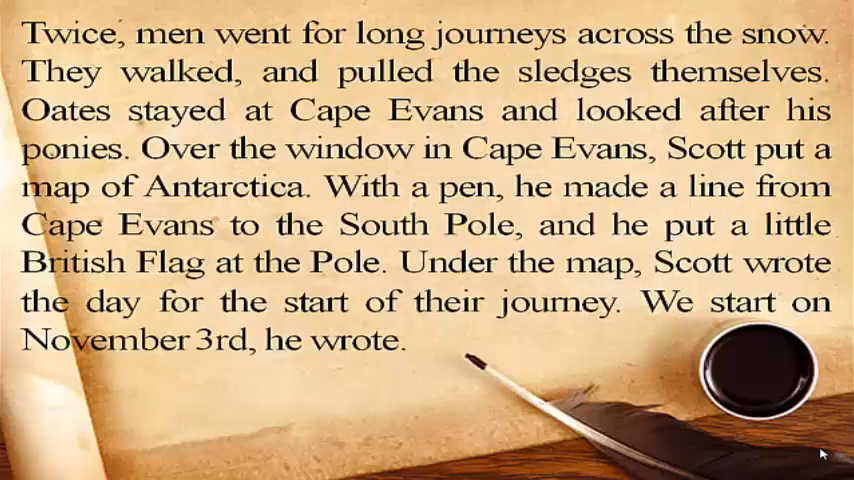 Twice, men went for long journeys across the snow.
They walked, and pulled the sledges themselves.
Oates stayed at Cape Evans and looked after his
ponies. Over the window in Cape Evans, Scott put a
map of Antarctica. With a pen, he made a line from
Cape Evans to the South Pole, and he put a little
British Flag at the Pole. Under the map, Scott wrote
the day for the start of their journey. We start on
November 3rd, he wrote.